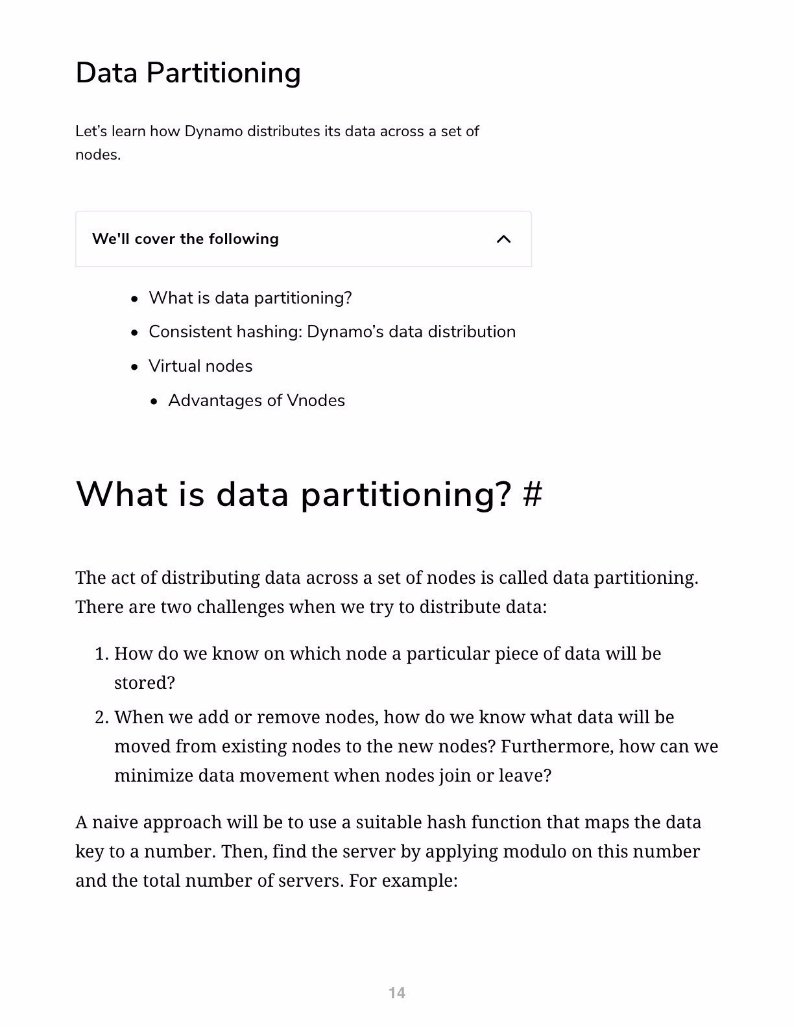 Data Partitioning
Let’s learn how Dynamo distributes its data across a set of
nodes.
We'll cover the following
• What is data partitioning?
• Consistent hashing: Dynamo’s data distribution
• Virtual nodes
• Advantages of Vnodes
What is data partitioning? #
The act of distributing data across a set of nodes is called data partitioning.
There are two challenges when we try to distribute data:
1. How do we know on which node a particular piece of data will be
stored?
2. When we add or remove nodes, how do we know what data will be
moved from existing nodes to the new nodes? Furthermore, how can we
minimize data movement when nodes join or leave?
A naive approach will be to use a suitable hash function that maps the data
key to a number. Then, find the server by applying modulo on this number
and the total number of servers. For example:
14